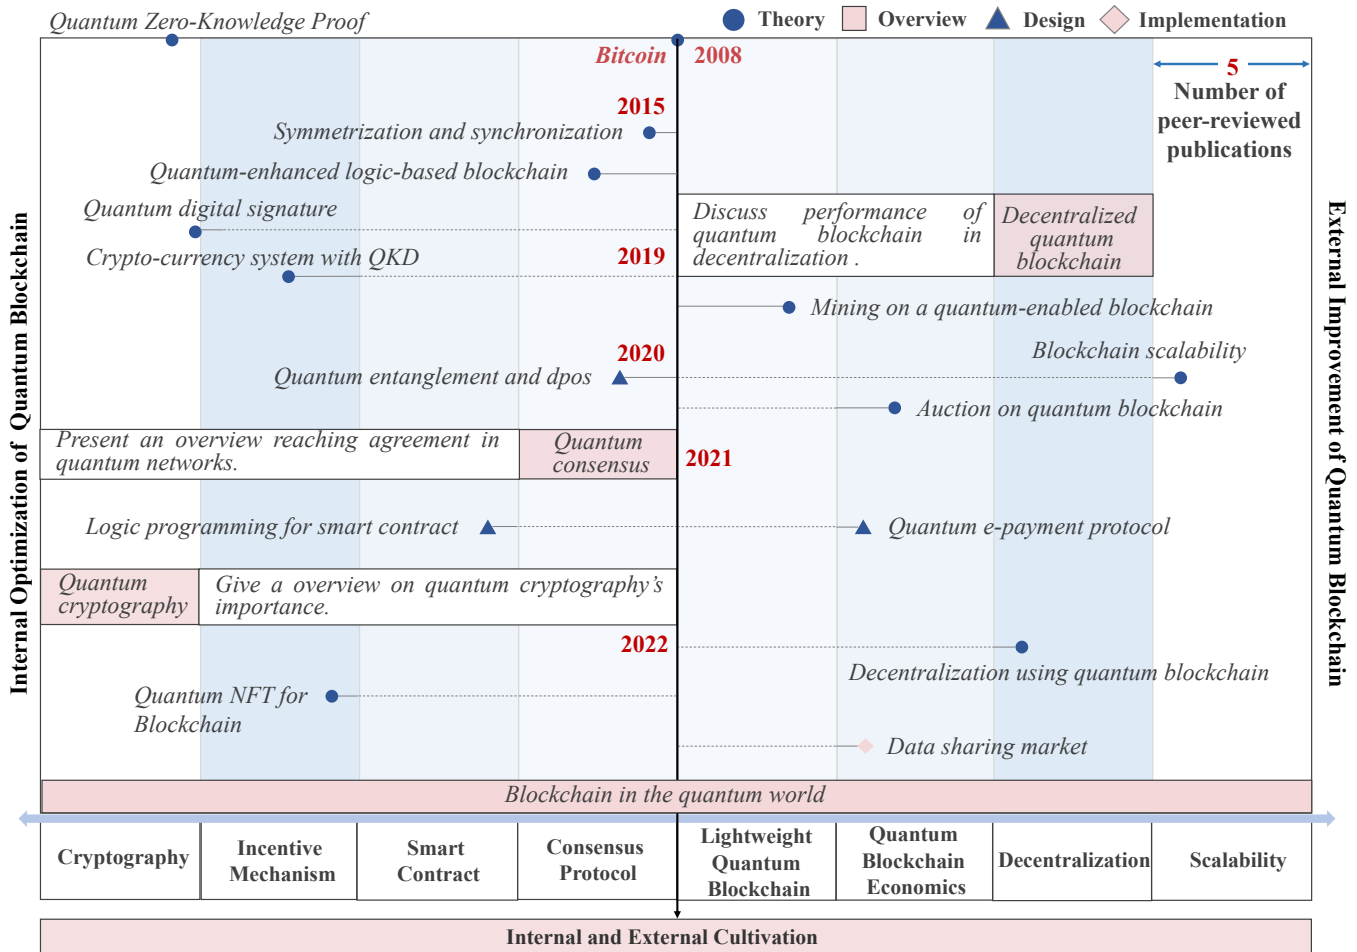 Quantum Zero-Knowledge Proof
Theory
Overview
Design
Implementation
Bitcoin
2008
5
Number of
peer-reviewed
publications
2015
Symmetrization and synchronization
Quantum-enhanced logic-based blockchain
Quantum digital signature
Discuss performance of
quantum blockchain in
decentralization .
Decentralized
quantum
blockchain
Crypto-currency system with QKD
2019
Mining on a quantum-enabled blockchain
2020
Blockchain scalability
Quantum entanglement and dpos
Auction on quantum blockchain
Present an overview reaching agreement in
quantum networks.
Quantum
consensus
2021
Logic programming for smart contract
Quantum e-payment protocol
Quantum
cryptography
Give a overview on quantum cryptography’s
importance.
2022
Decentralization using quantum blockchain
Quantum NFT for
Blockchain
Data sharing market
Blockchain in the quantum world
Cryptography
Incentive
Mechanism
Smart
Contract
Consensus
Protocol
Lightweight
Quantum
Blockchain
Quantum
Blockchain
Economics
Decentralization
Scalability
Internal and External Cultivation
Internal Optimization of Quantum Blockchain
External Improvement of Quantum Blockchain